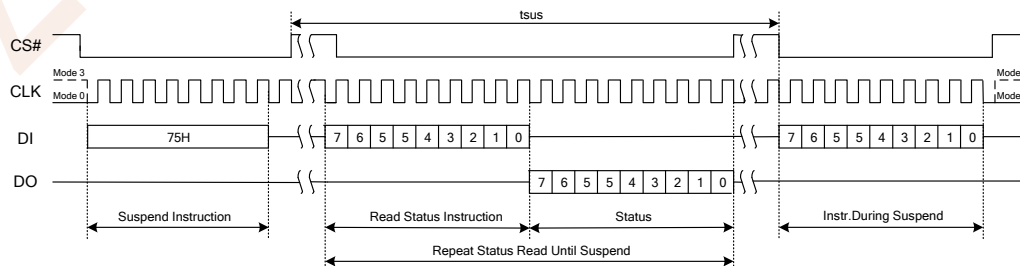 tsus
CS#
Mode 3
CLK
Mode 0
Mode
Mode
DI
75H
7 6 5 5 4 3 2 1 0
7 6 5 5 4 3 2 1 0
DO
7 6 5 5 4 3 2 1 0
Suspend Instruction
Read Status Instruction
Status
Instr.During Suspend
Repeat Status Read Until Suspend